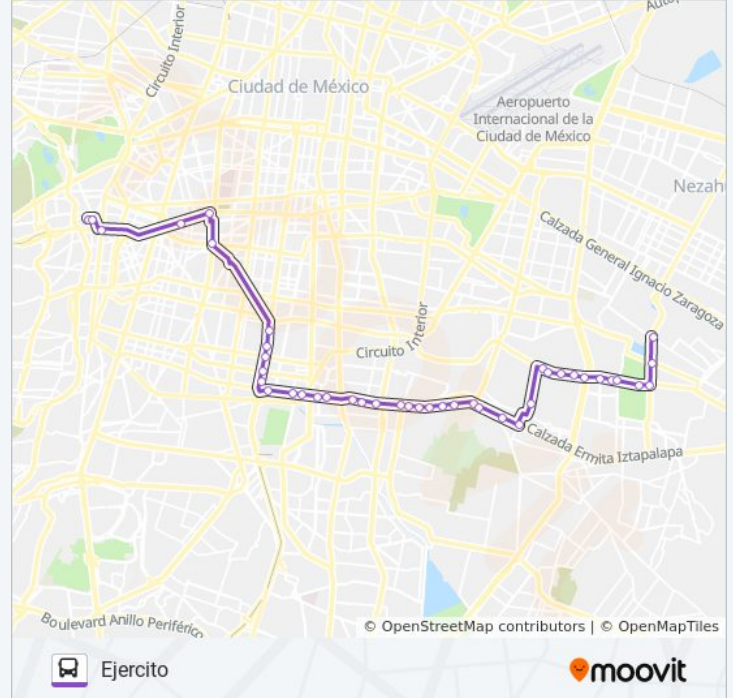 Autop
Circuito Interior
Ciudad de México
Aeropuerto
Internacional de la
Ciudad de México
Nezah
Calzada General Ignacio Zaragoza
Circuito Interior
Calzada Ermita Iztapalapa
Boulevard Anillo Periférico
© OpenStreetMap contributors | © OpenMapTiles
Ejercito
moovit